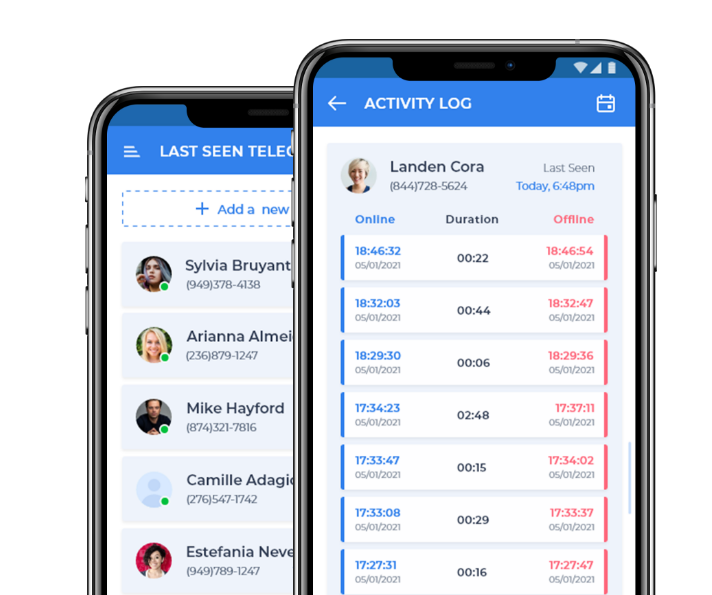 LAST SEEN TELEG
Add a new
Sylvia Bruyant
(949)378-4138
Arianna Almei
(236)879-1247
Mike Hayford
(874)321-7816
Camille Adagio
(276)547-1742
Estefania Neve
(949)789-1247
ACTIVITY LOG
Landen Cora
Last Seen
(844)728-5624
Today, 6:48pm
Online Duration Offline
18:46:32 00:22 18:46:54
05/01/2021 05/01/2021
18:32:03 00:44 18:32:47
05/01/2021 05/01/2021
18:29:30 00:06 18:29:36
05/01/2021 05/01/2021
17:34:23 02:48 17:37:11
05/01/2021 05/01/2021
17:33:47 00:15 17:34:02
05/01/2021 05/01/2021
17:33:08 00:29 17:33:37
05/01/2021 05/01/2021
17:27:31 00:16 17:27:47
05/01/2021 05/01/2021